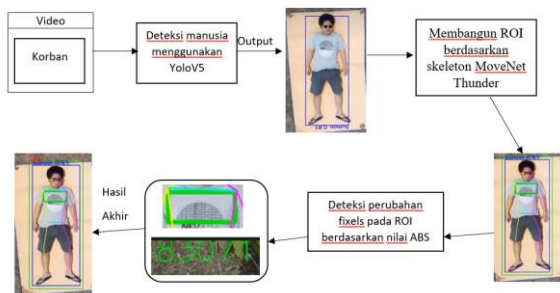 Video
Korban
Deteksi manusia
menggunakan
YoloV5
Output
Membangun ROI
berdasarkan
skeleton MoveNet
Thunder
Deteksi perubahan
fixels pada ROI
berdasarkan nilai ABS
Hasil
Akhir